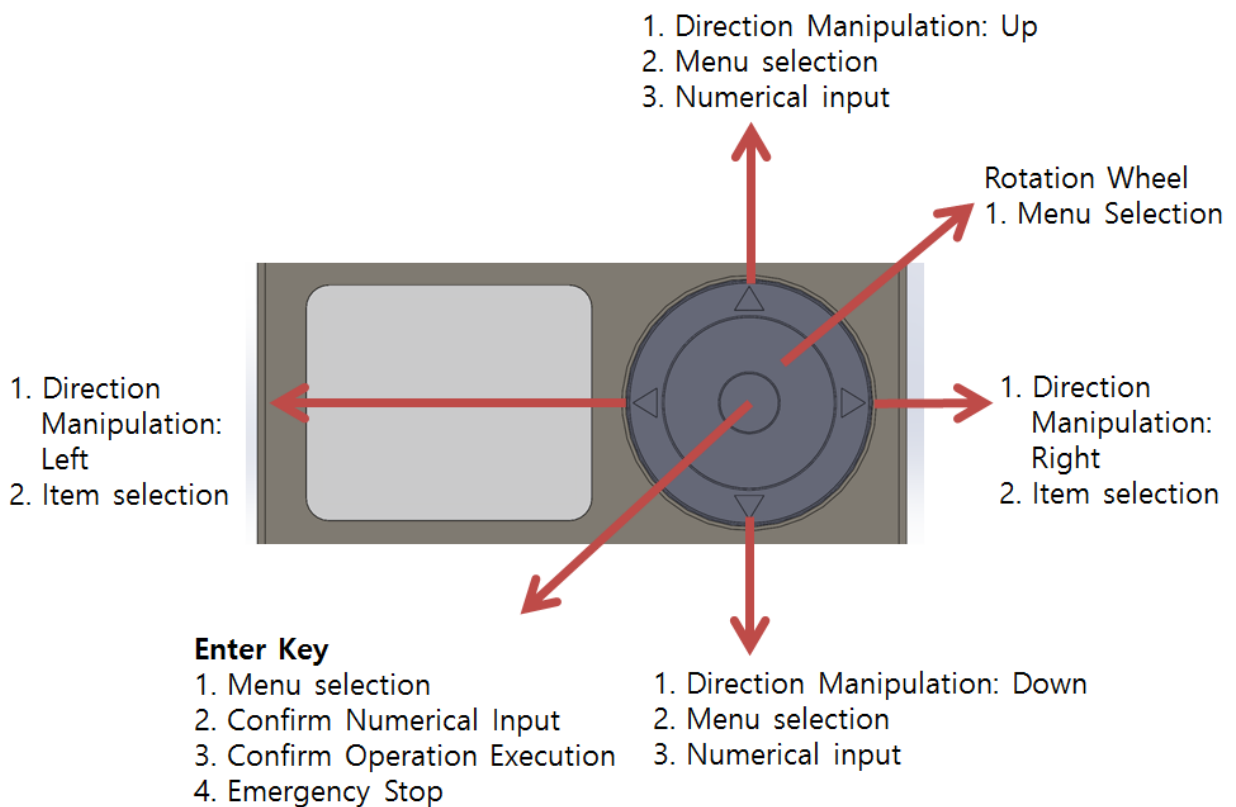 1. Direction Manipulation: Up
2. Menu selection
3. Numerical input
Rotation Wheel
1. Menu Selection
1. Direction
Manipulation:
Left
2. Item selection
1. Direction
Manipulation:
Right
2. Item selection
Enter Key
1. Menu selection
2. Confirm Numerical Input
3. Confirm Operation Execution
4. Emergency Stop
1. Direction Manipulation: Down
2. Menu selection
3. Numerical input